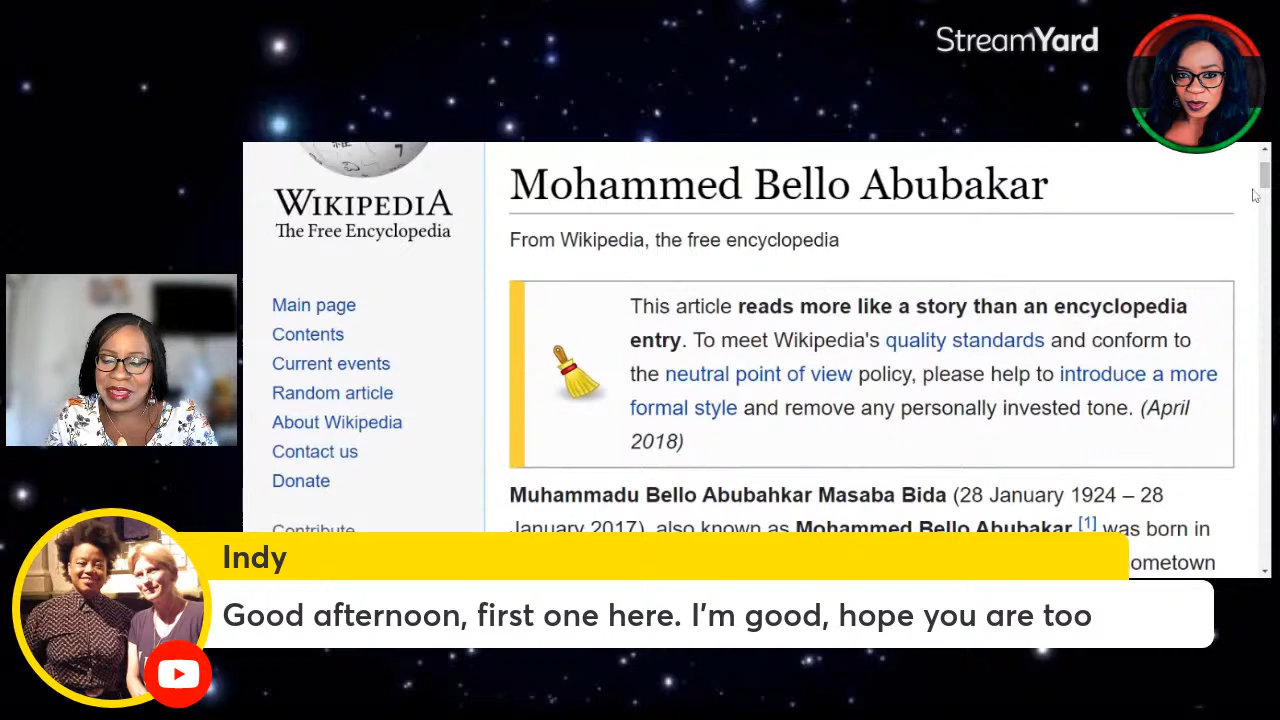 StreamYard
WIKIPEDIA
The Free Encyclopedia
Main page
Contents
Current events
Random article
About Wikipedia
Contact us
Donate
Contribute
Mohammed Bello Abubakar
From Wikipedia, the free encyclopedia
This article reads more like a story than an encyclopedia
entry. To meet Wikipedia's quality standards and conform to
the neutral point of view policy, please help to introduce a more
formal style and remove any personally invested tone. (April
2018)
Muhammadu Bello Abubahkar Masaba Bida (28 January 1924 – 28
January 2017), also known as Mohammed Bello Abubakar [1] was born in
ometown
Indy
Good afternoon, first one here. I'm good, hope you are too